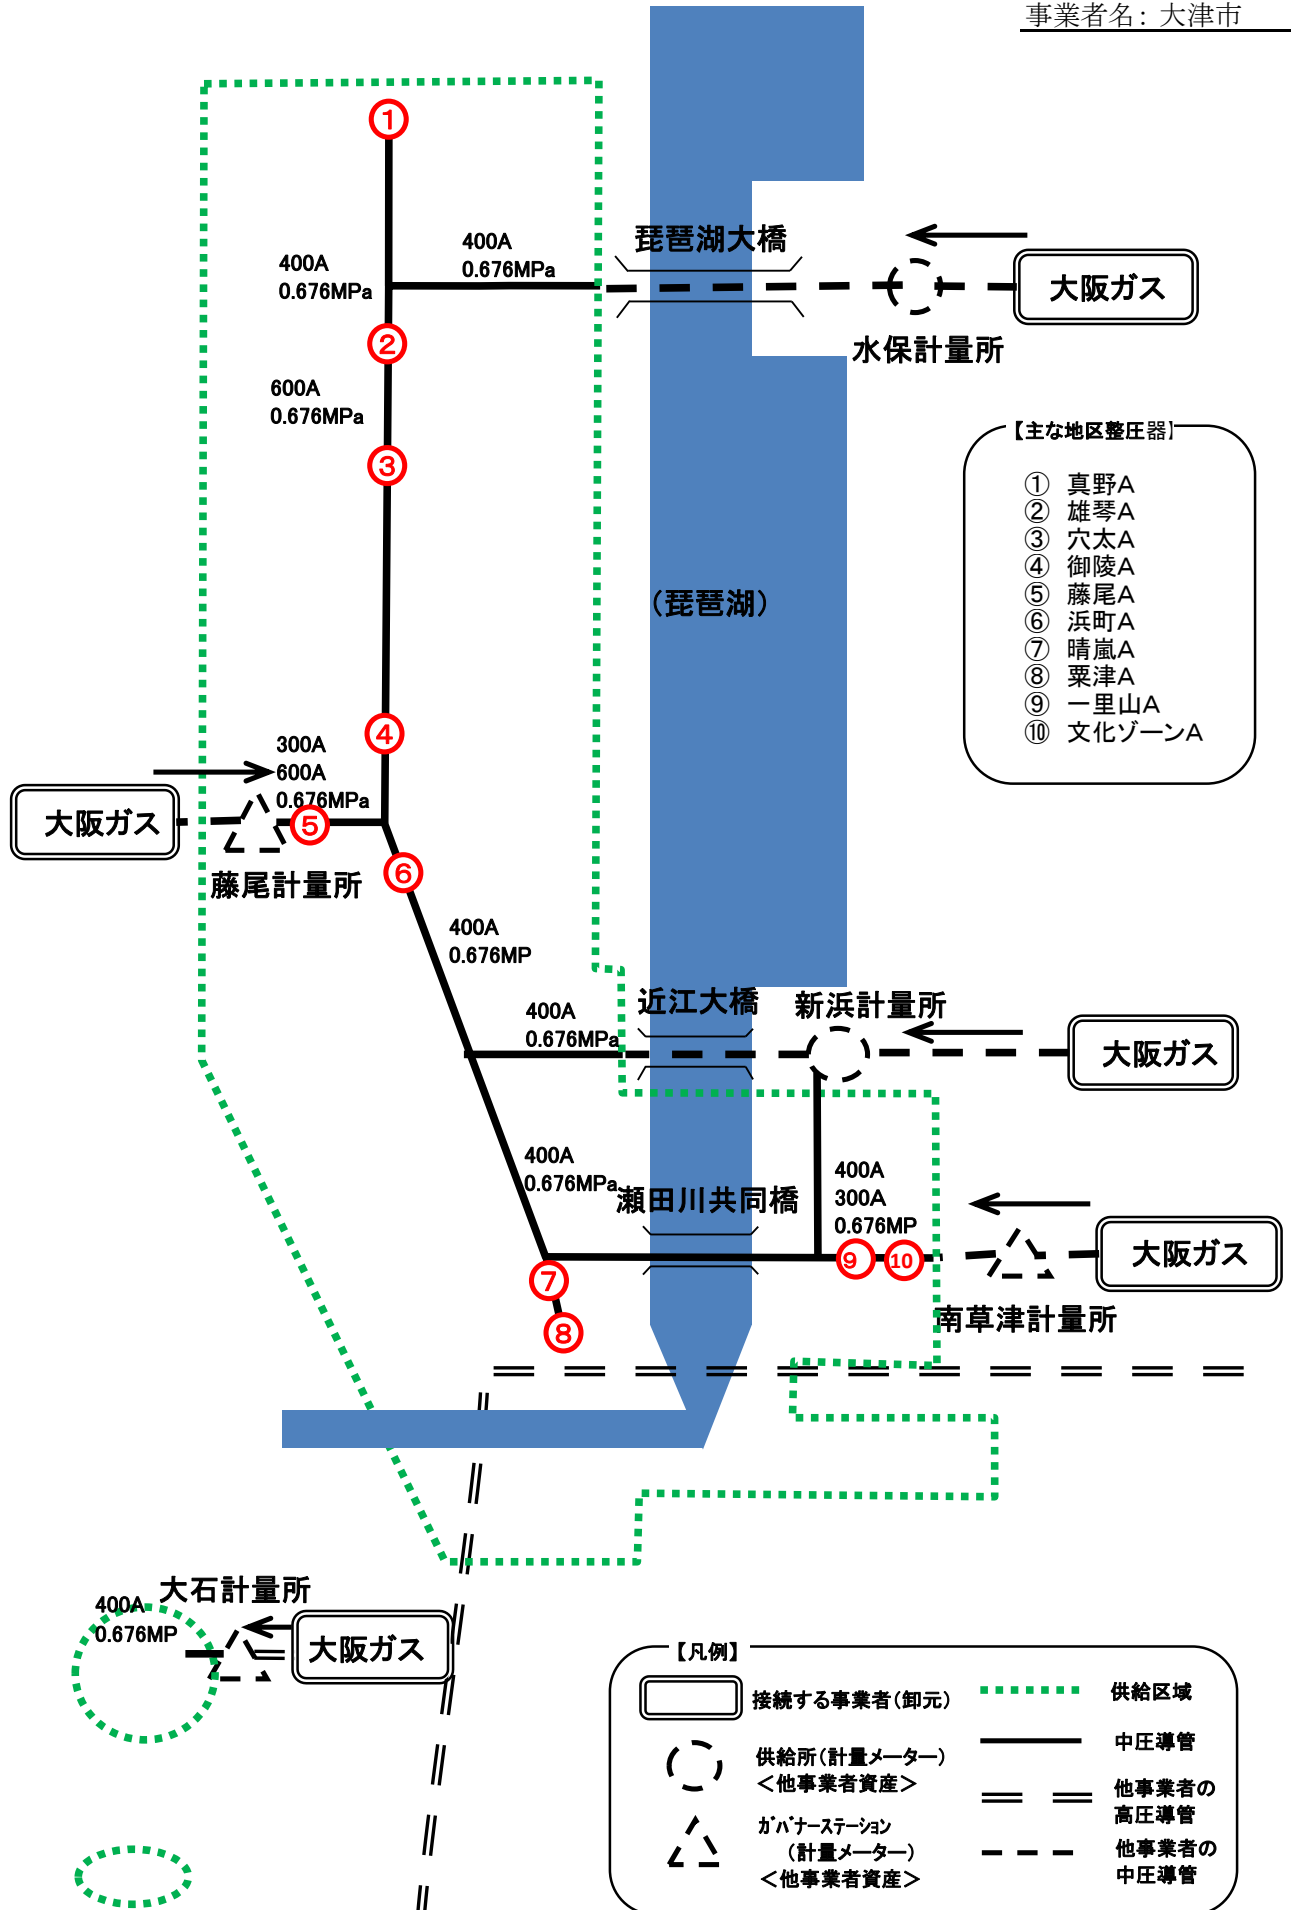 事業者名：大津市
①
琵琶湖大橋
400A
0.676MPa
400A
0.676MPa
大阪ガス
水保計量所
②
600A
0.676MPa
③
【主な地区整圧器】
① 真野A
② 雄琴A
③ 穴太A
④ 御陵A
⑤ 藤尾A
⑥ 浜町A
⑦ 晴嵐A
⑧ 粟津A
⑨ 一里山A
⑩ 文化ゾーンA
（琵琶湖）
④
300A
600A
0.676MPa
大阪ガス
⑤
藤尾計量所
⑥
400A
0.676MP
近江大橋
新浜計量所
400A
0.676MPa
大阪ガス
400A
0.676MPa
瀬田川共同橋
400A
300A
0.676MP
大阪ガス
⑦
⑨
⑩
南草津計量所
⑧
大石計量所
400A
0.676MP
大阪ガス
【凡例】
接続する事業者（卸元）
供給所（計量メーター）
＜他事業者資産＞
ｶﾞﾊﾞﾅｰｽﾃｰｼｮﾝ
（計量メーター）
＜他事業者資産＞
供給区域
中圧導管
他事業者の
高圧導管
他事業者の
中圧導管